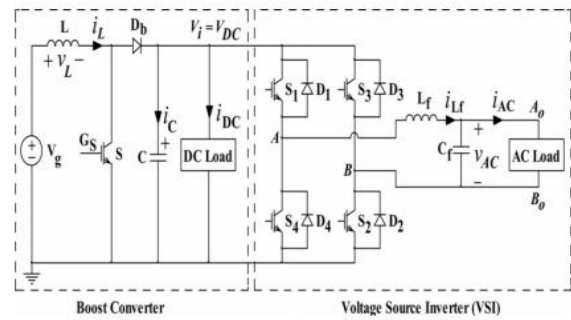 L
i_L
D_b
V_i = V_DC
+ v_L −
i_C
i_DC
S_1
D_1
S_3
D_3
L_f
i_Lf
i_AC
A_o
G_S
S
+
C
DC Load
V_g
+
−
A
B
C_f
+
v_AC
−
AC Load
B_o
S_4
D_4
S_2
D_2
Boost Converter
Voltage Source Inverter (VSI)